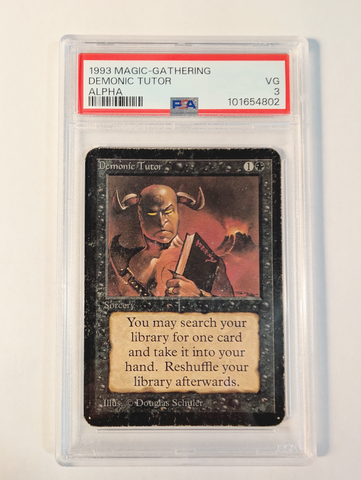 1993 MAGIC-GATHERING
DEMONIC TUTOR VG
ALPHA 3
PSA 101654802
Demonic Tutor 1
Sorcery
You may search your
library for one card
and take it into your
hand. Reshuffle your
library afterwards.
Illus. © Douglas Schuler